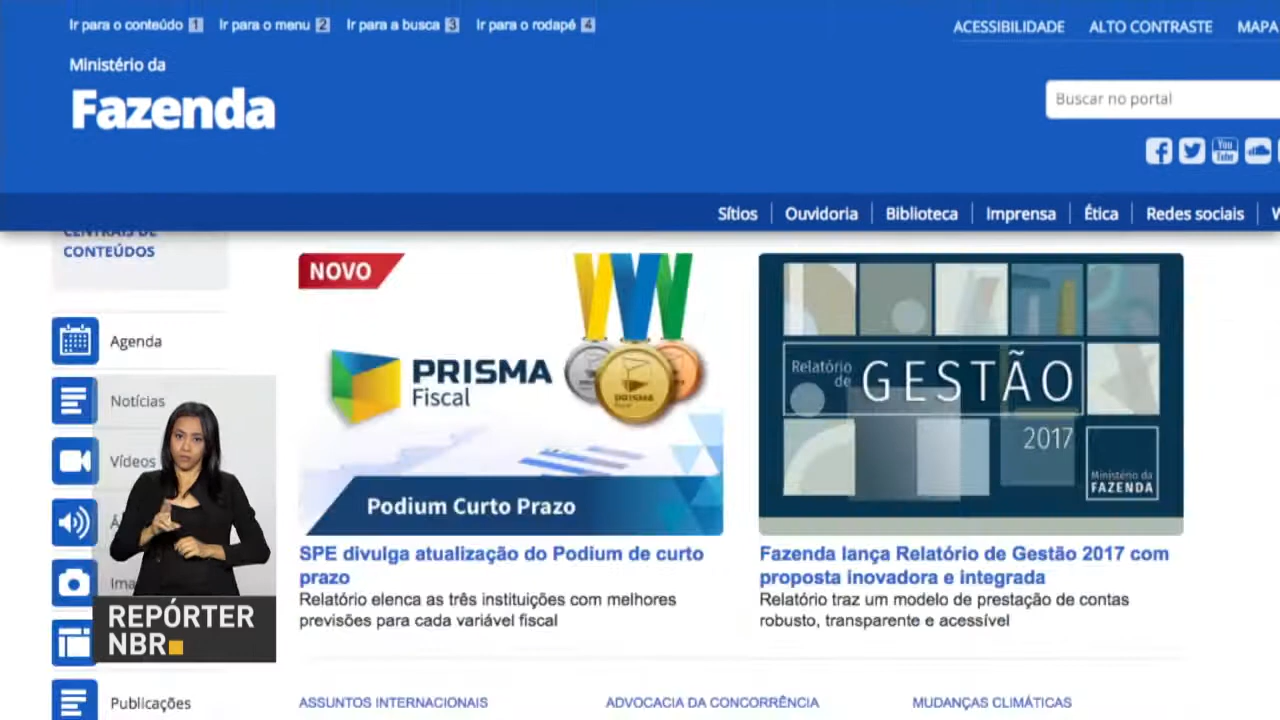 Ir para o conteúdo 1 Ir para o menu 2 Ir para a busca 3 Ir para o rodapé 4
ACESSIBILIDADE ALTO CONTRASTE MAPA
Ministério da
Fazenda
Buscar no portal
You Tube
Sítios Ouvidoria Biblioteca Imprensa Ética Redes sociais
CENTRAIS DE
CONTEÚDOS
Agenda
Notícias
Vídeos
Publicações
NOVO
PRISMA
Fiscal
PRISMA
Podium Curto Prazo
SPE divulga atualização do Podium de curto
prazo
Relatório elenca as três instituições com melhores
previsões para cada variável fiscal
Relatório
de
GESTÃO
2017
Ministério da
FAZENDA
Fazenda lança Relatório de Gestão 2017 com
proposta inovadora e integrada
Relatório traz um modelo de prestação de contas
robusto, transparente e acessível
REPÓRTER
NBR
ASSUNTOS INTERNACIONAIS ADVOCACIA DA CONCORRÊNCIA MUDANÇAS CLIMÁTICAS